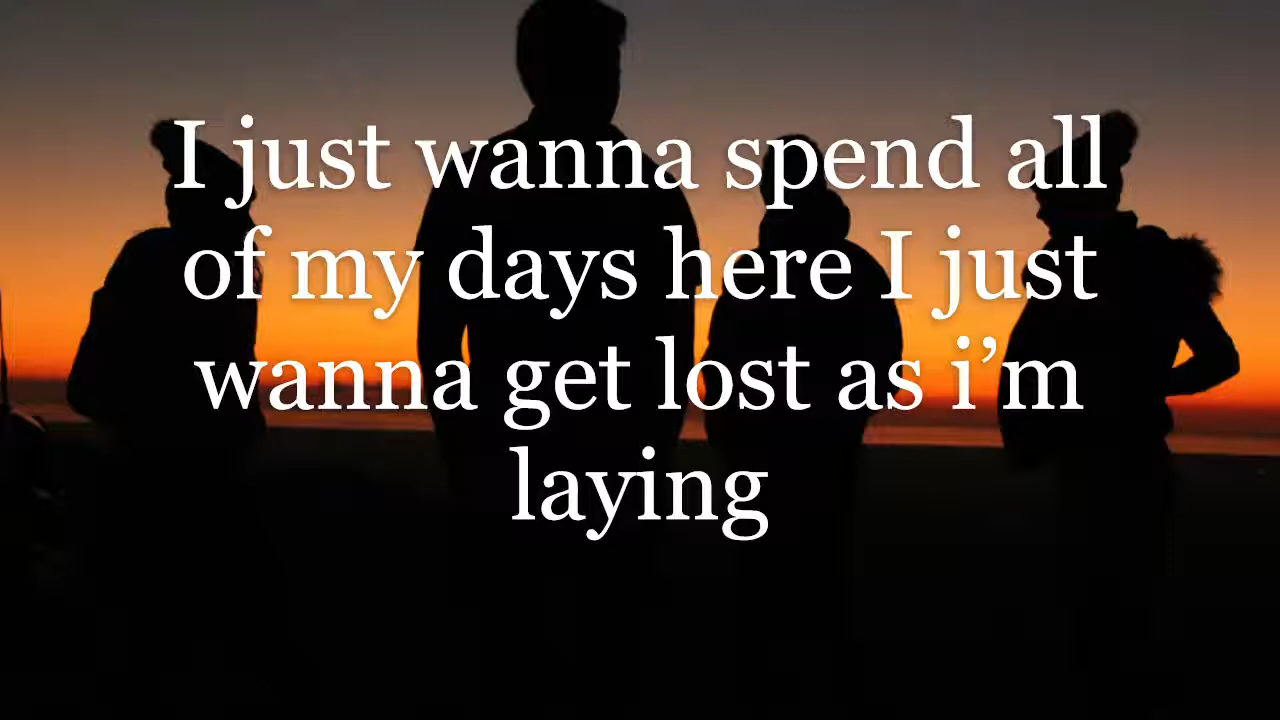 I just wanna spend all
of my days here I just
wanna get lost as i’m
laying